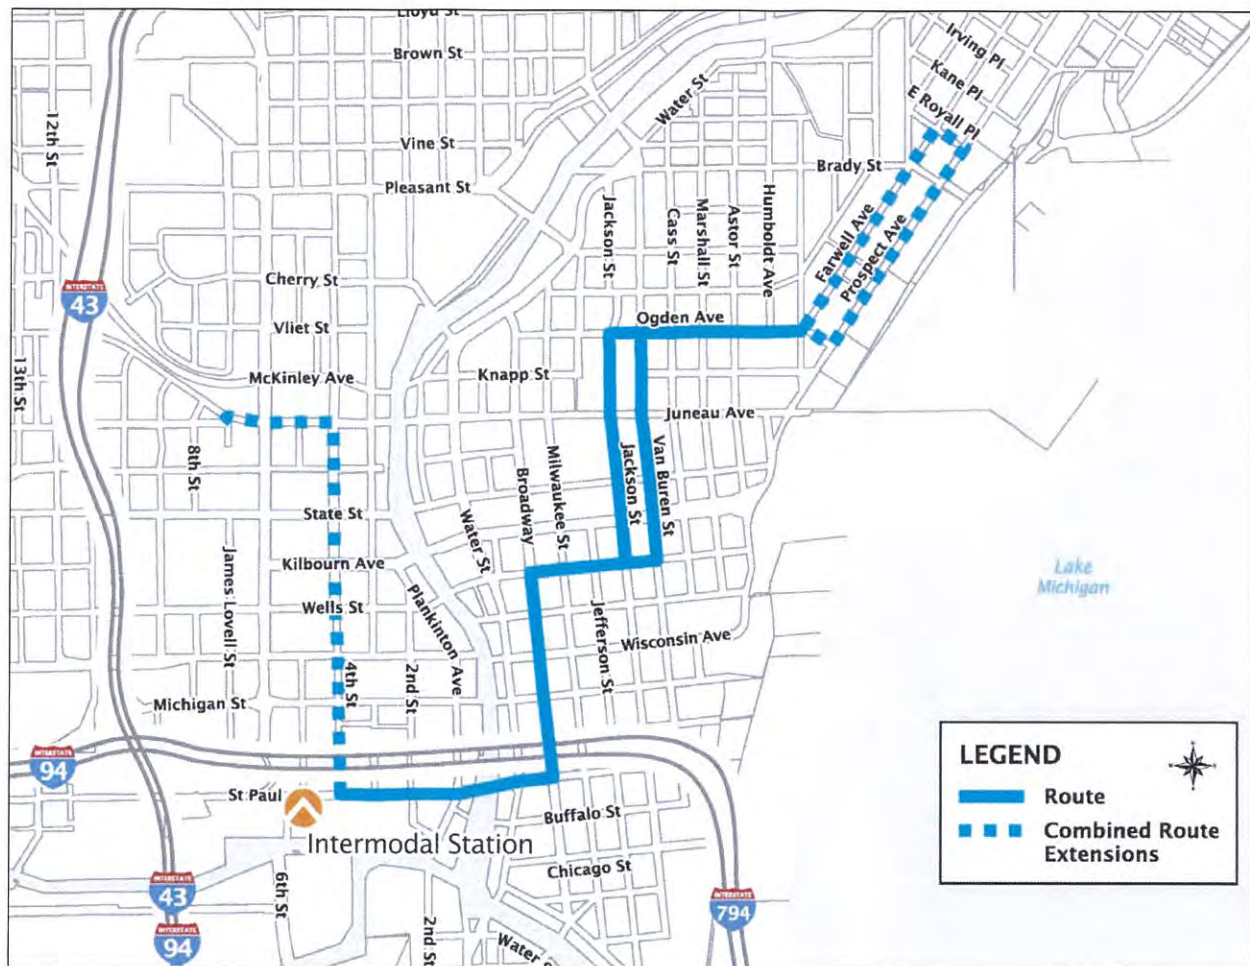 Lloyd St
Irving Pl
Brown St
Kane Pl
Water St
E Royall Pl
12th St
Vine St
Brady St
Pleasant St
Jackson St
Cass St
Marshall St
Astor St
Humboldt Ave
Farwell Ave
Prospect Ave
Cherry St
INTERSTATE
43
Ogden Ave
Vliet St
13th St
McKinley Ave
Knapp St
Juneau Ave
8th St
Broadway
Milwaukee St
Jackson St
Van Buren St
State St
Water St
Kilbourn Ave
James Lovell St
Wells St
Plankinton Ave
Jefferson St
Wisconsin Ave
Lake
Michigan
4th St
2nd St
Michigan St
INTERSTATE
94
St Paul
Intermodal Station
Buffalo St
Chicago St
6th St
2nd St
Water
INTERSTATE
43
INTERSTATE
94
INTERSTATE
794
LEGEND
Route
Combined Route
Extensions